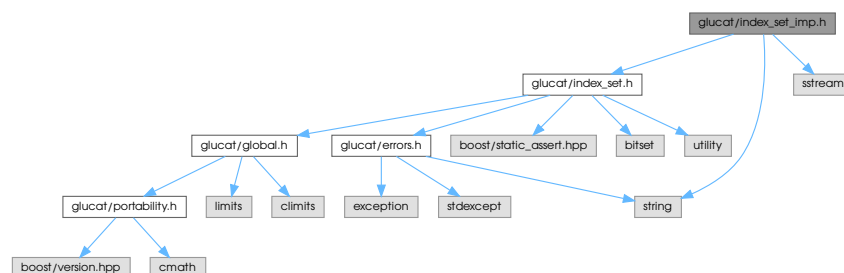 glucat/index_set_imp.h
glucat/index_set.h
sstream
glucat/global.h
glucat/errors.h
boost/static_assert.hpp
bitset
utility
glucat/portability.h
limits
climits
exception
stdexcept
string
boost/version.hpp
cmath